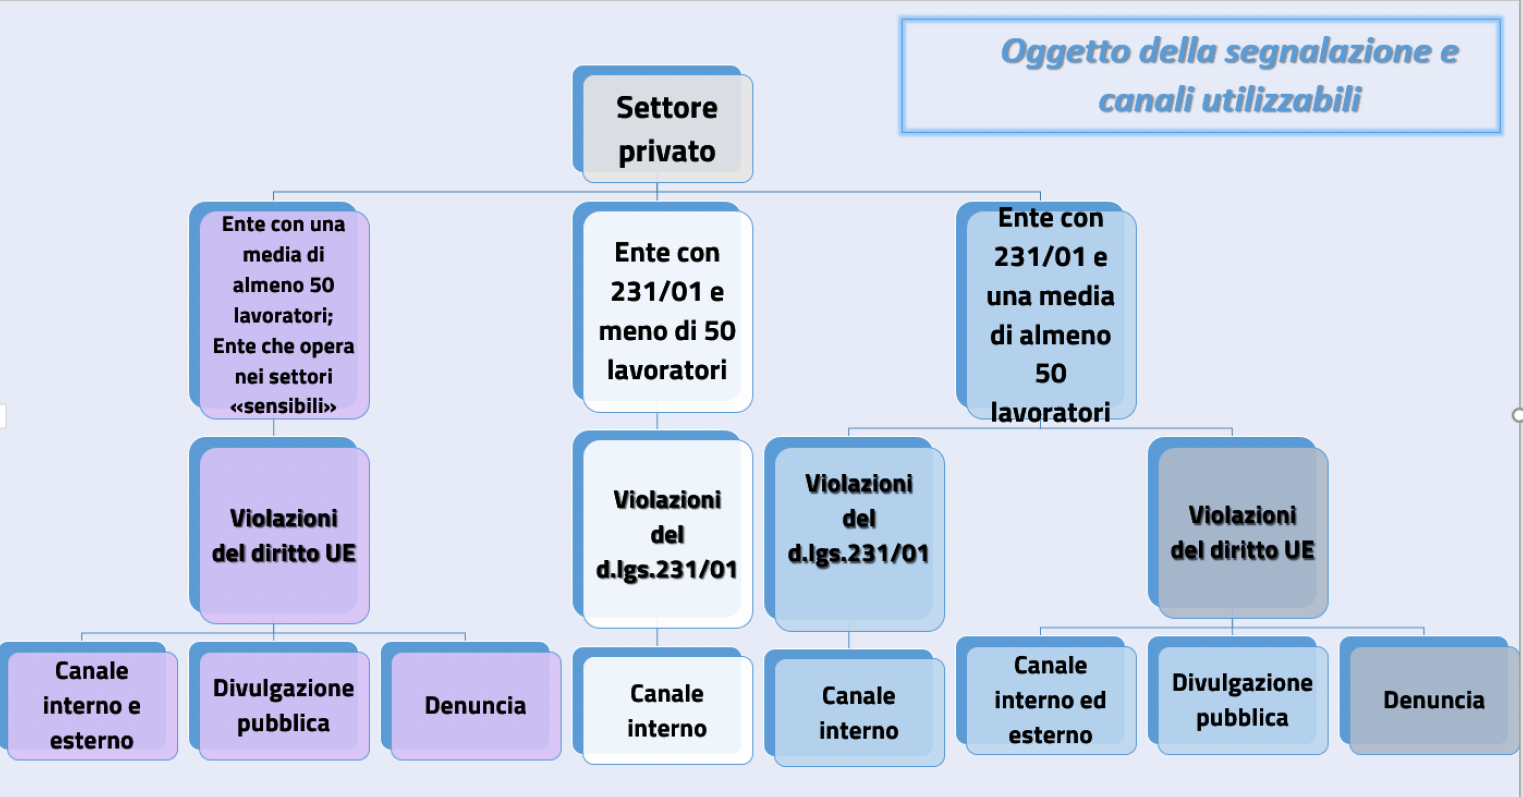 Oggetto della segnalazione e
canali utilizzabili
Settore
privato
Ente con una
media di
almeno 50
lavoratori;
Ente che opera
nei settori
«sensibili»
Ente con
231/01 e
meno di 50
lavoratori
Ente con
231/01 e
una media
di almeno
50
lavoratori
Violazioni
del diritto UE
Violazioni
del
d.lgs.231/01
Violazioni
del
d.lgs.231/01
Violazioni
del diritto UE
Canale
interno e
esterno
Divulgazione
pubblica
Denuncia
Canale
interno
Canale
interno
Canale
interno ed
esterno
Divulgazione
pubblica
Denuncia